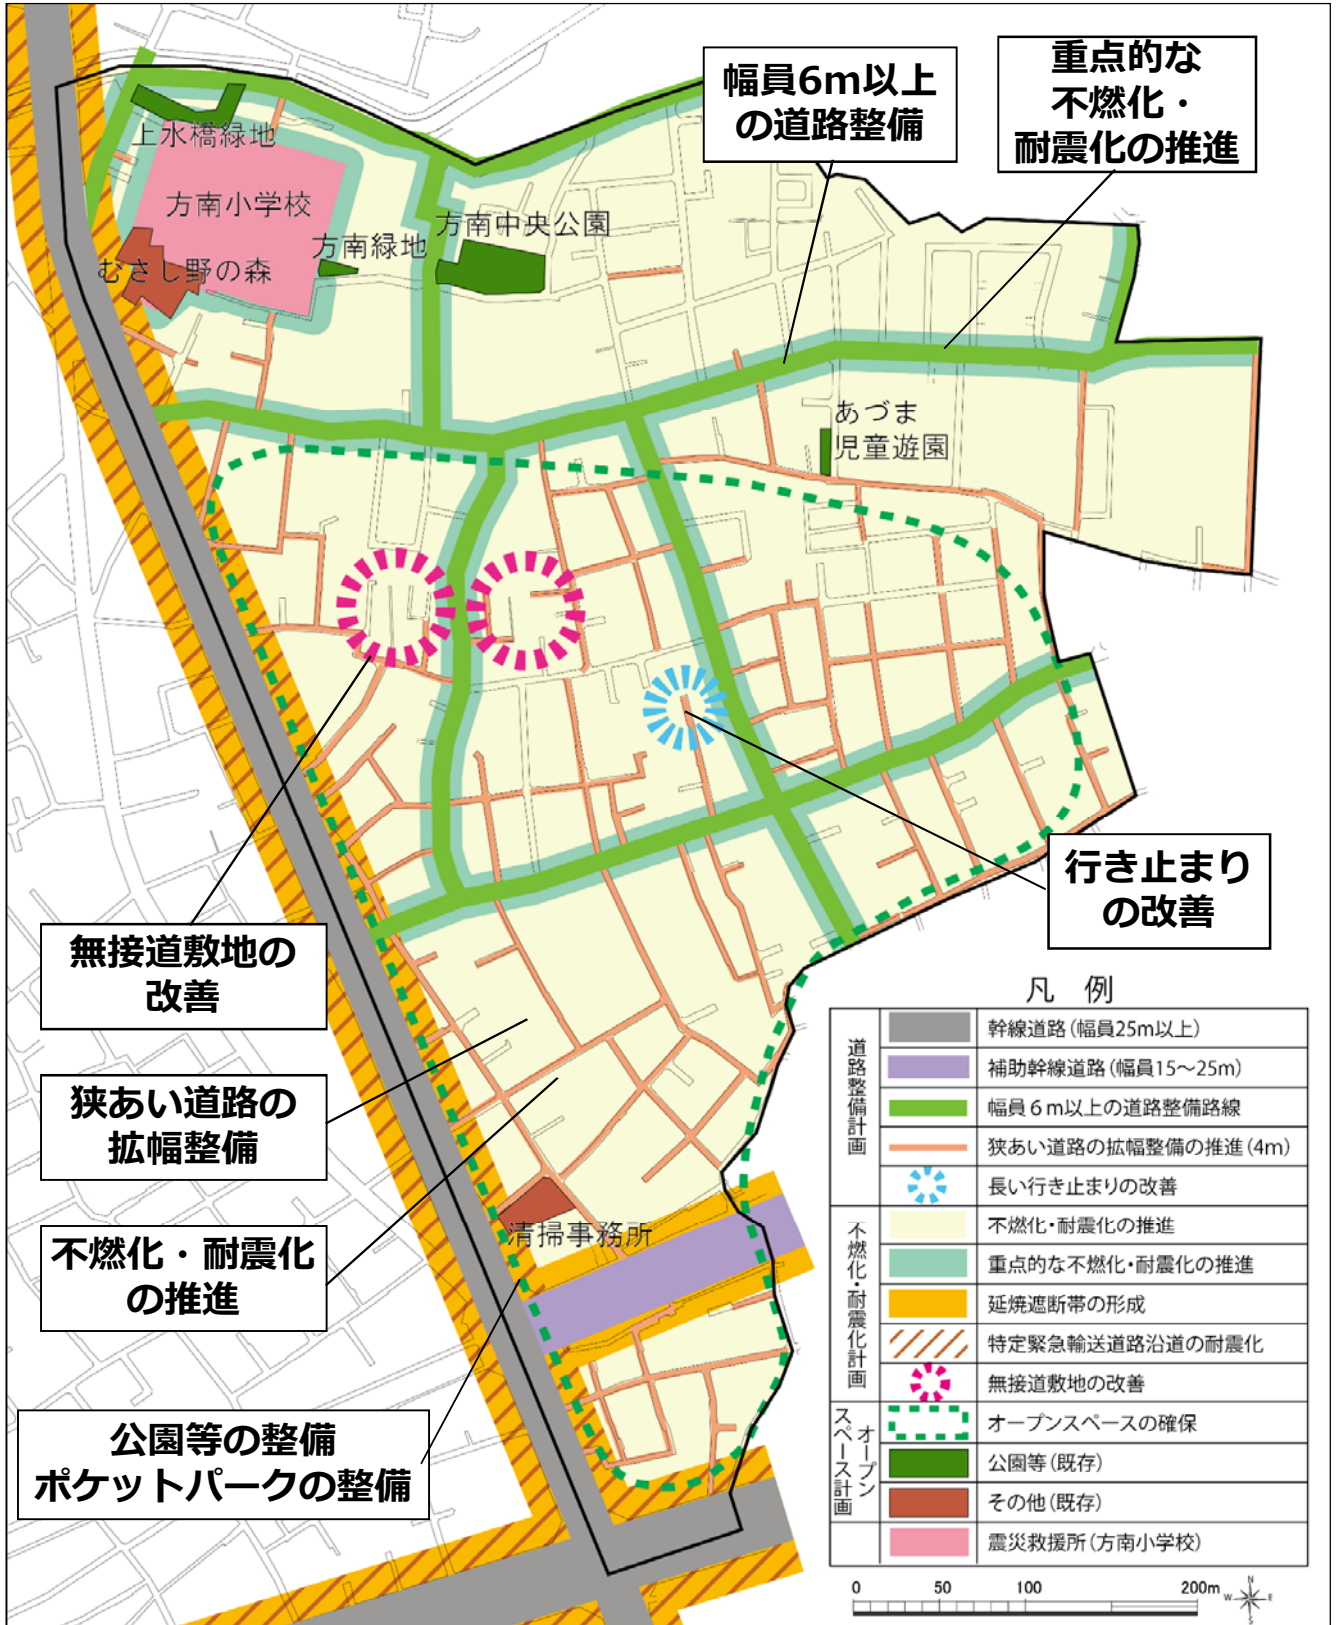 幅員6m以上
の道路整備
重点的な
不燃化・
耐震化の推進
上水橋緑地
方南小学校
方南緑地
方南中央公園
むさし野の森
あづま
児童遊園
行き止まり
の改善
無接道敷地の
改善
狭あい道路の
拡幅整備
不燃化・耐震化
の推進
清掃事務所
公園等の整備
ポケットパークの整備
凡 例
道路整備計画
幹線道路(幅員25m以上)
補助幹線道路(幅員15～25m)
幅員6m以上の道路整備路線
狭あい道路の拡幅整備の推進(4m)
長い行き止まりの改善
不燃化・耐震化計画
不燃化・耐震化の推進
重点的な不燃化・耐震化の推進
延焼遮断帯の形成
特定緊急輸送道路沿道の耐震化
無接道敷地の改善
オープン
スペース計画
オープンスペースの確保
公園等(既存)
その他(既存)
震災救援所(方南小学校)
0 50 100 200m
N
W E
S